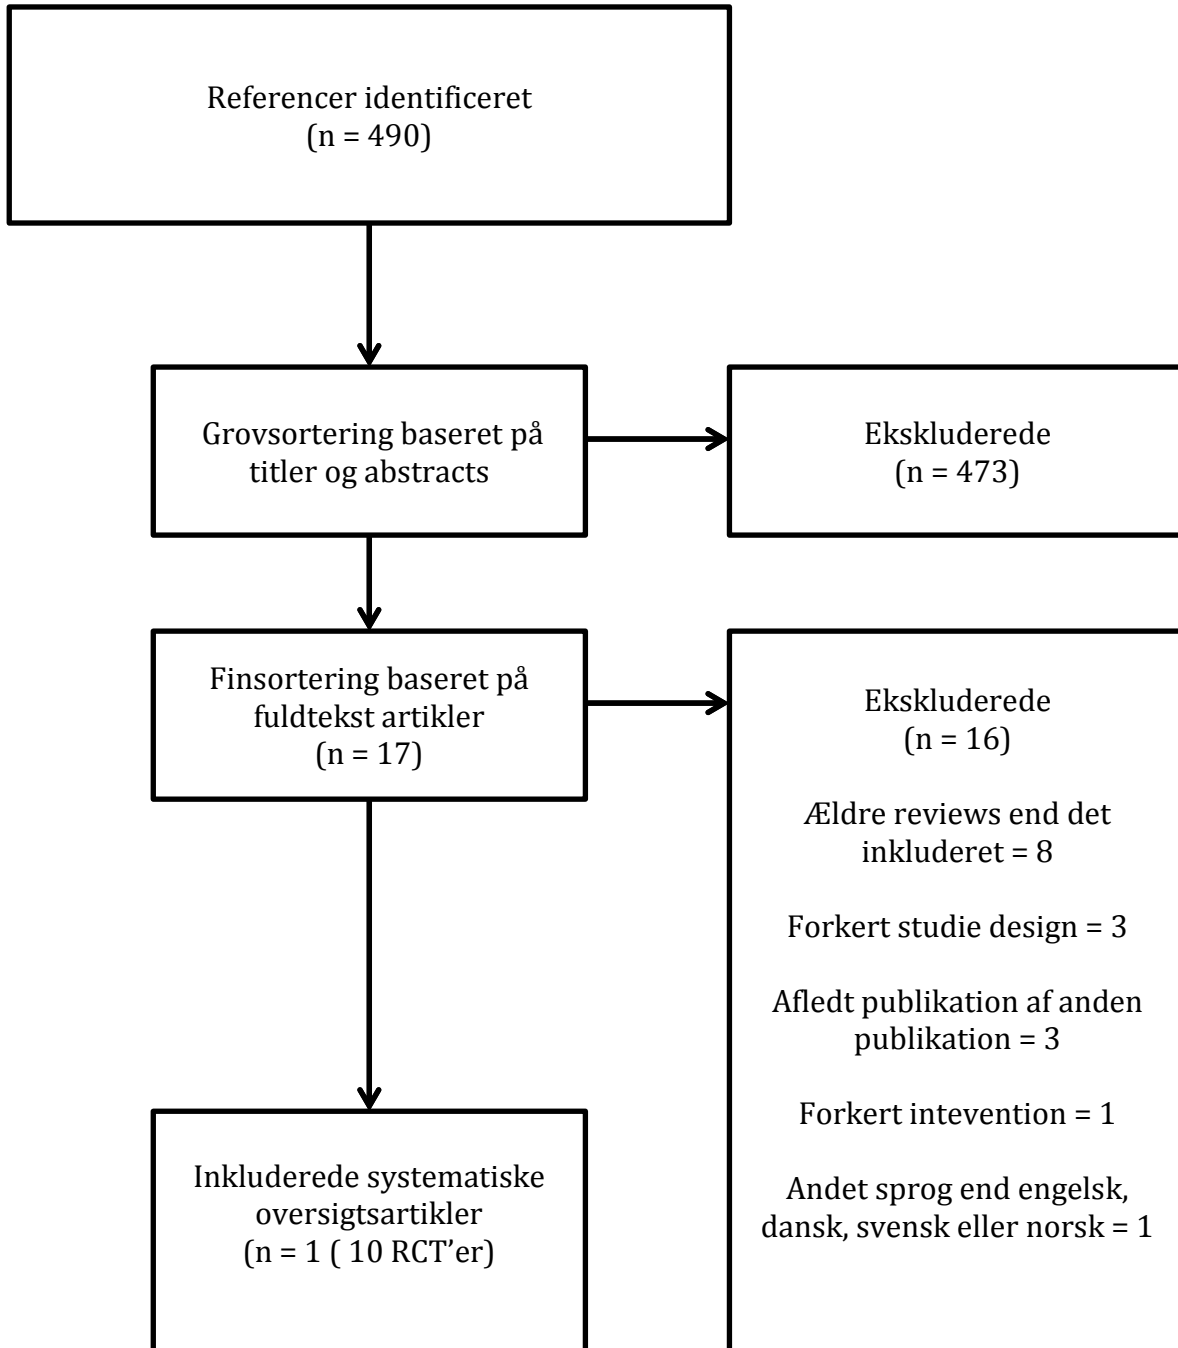 Referencer identificeret
(n = 490)
Grovsortering baseret på
titler og abstracts
Ekskluderede
(n = 473)
Finsortering baseret på
fuldtekst artikler
(n = 17)
Ekskluderede
(n = 16)
Ældre reviews end det
inkluderet = 8
Forkert studie design = 3
Afledt publikation af anden
publikation = 3
Forkert intevention = 1
Andet sprog end engelsk,
dansk, svensk eller norsk = 1
Inkluderede systematiske
oversigtsartikler
(n = 1 ( 10 RCT’er)